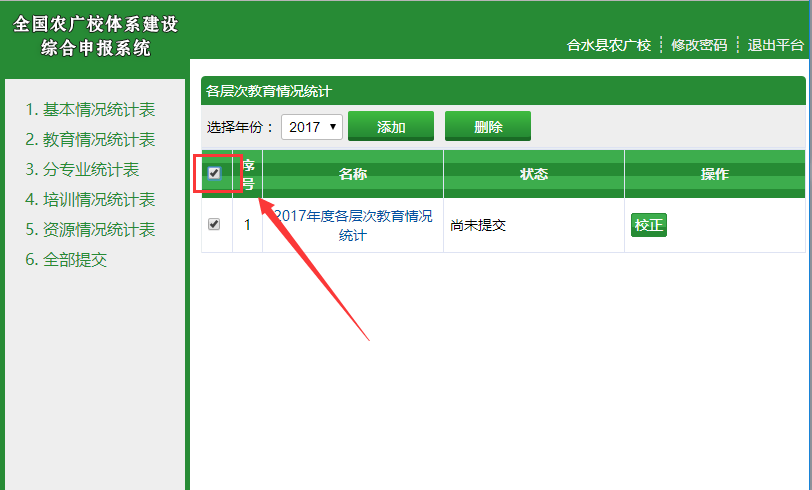 全国农广校体系建设
综合申报系统
合水县农广校 修改密码 退出平台
1. 基本情况统计表
2. 教育情况统计表
3. 分专业统计表
4. 培训情况统计表
5. 资源情况统计表
6. 全部提交
各层次教育情况统计
选择年份： 2017 添加 删除
序
号
名称 状态 操作
1 2017年度各层次教育情况
统计
尚未提交 校正